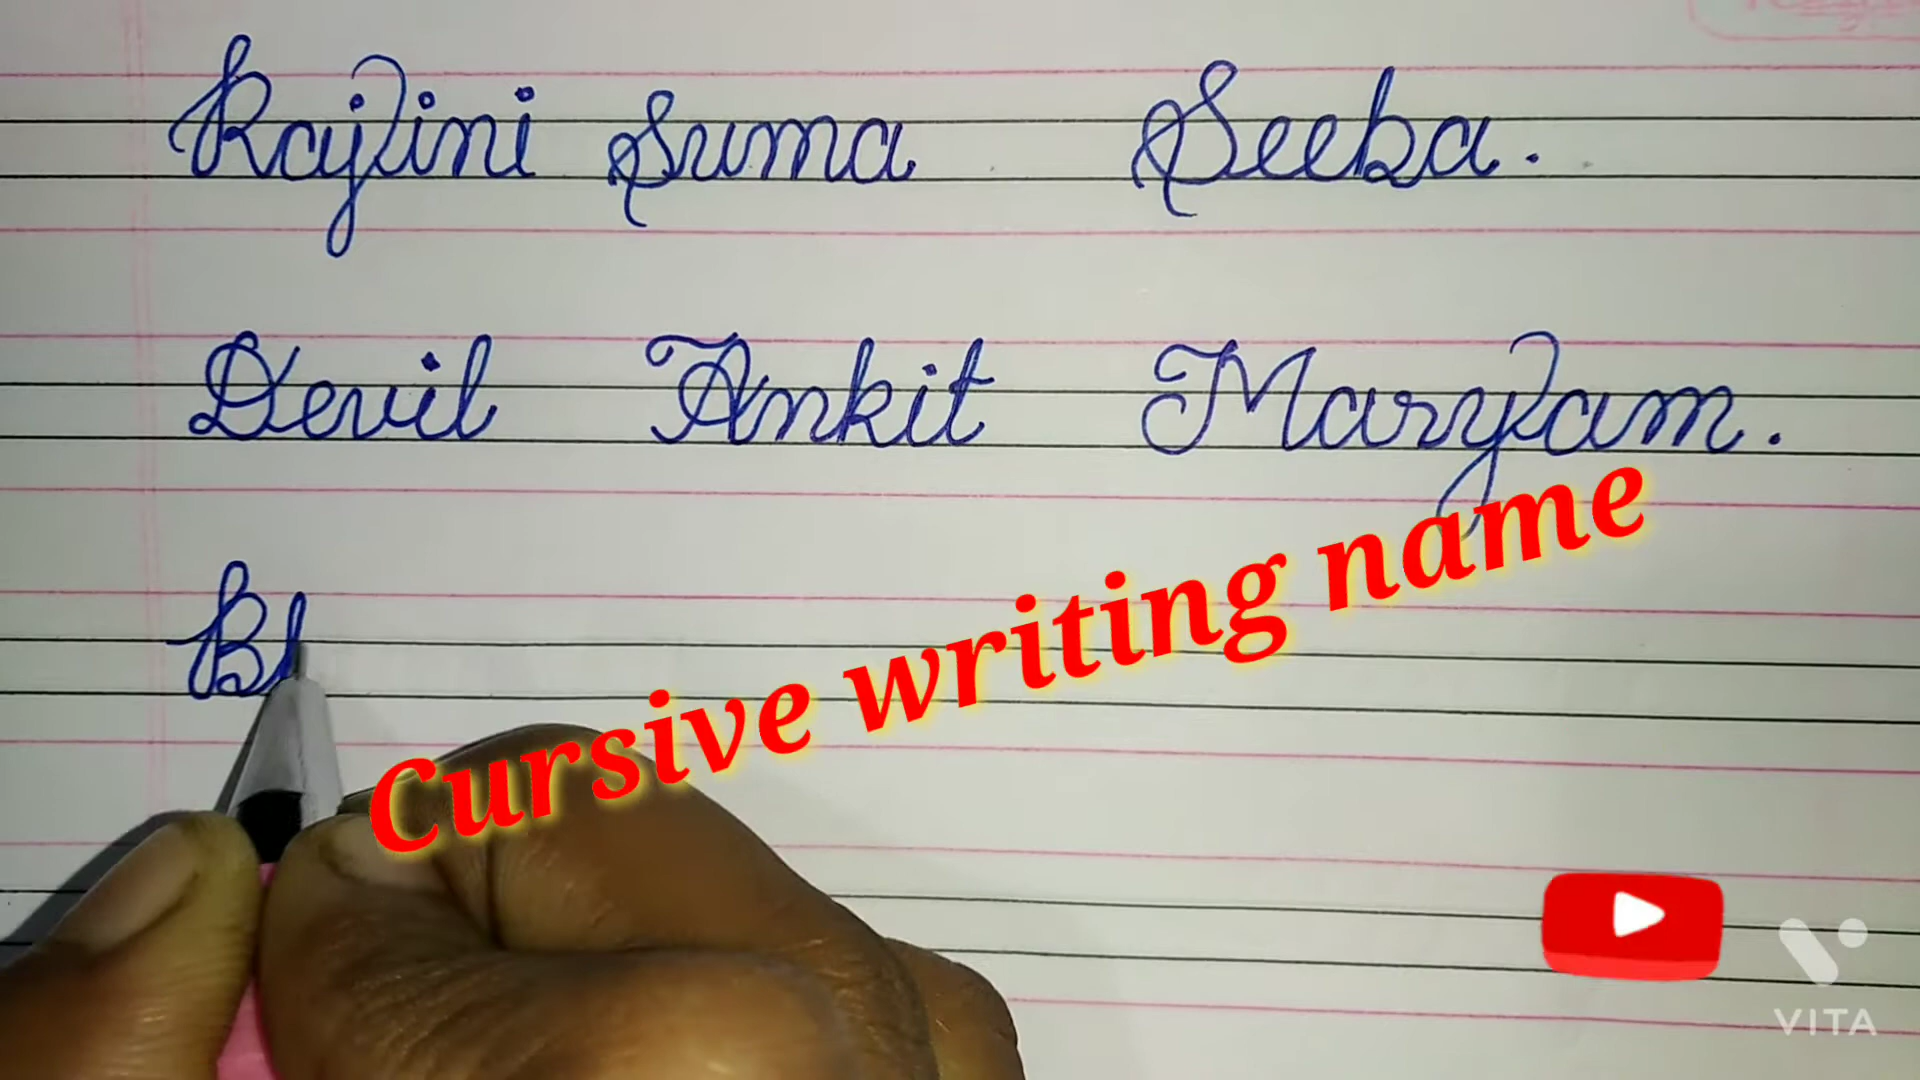 Rajini Suma Seeba.
Devil Ankit Maryam.
Cursive writing name
VITA